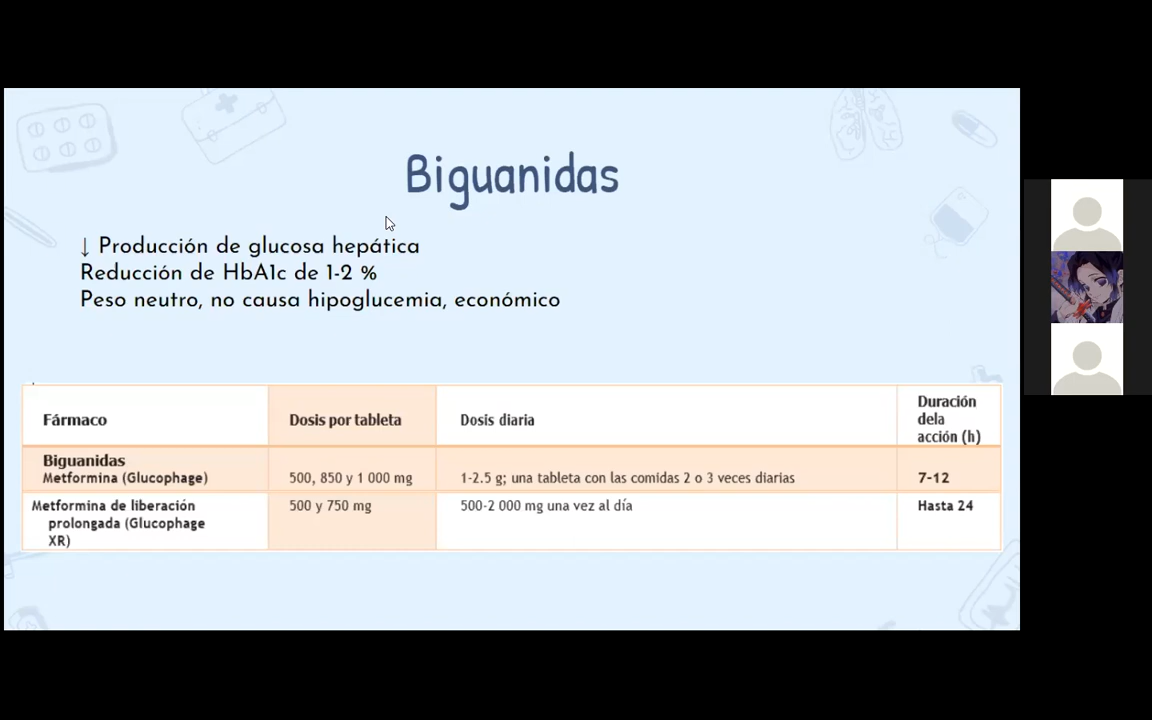 Biguanidas
↓ Producción de glucosa hepática
Reducción de HbA1c de 1-2 %
Peso neutro, no causa hipoglucemia, económico
Fármaco
Dosis por tableta
Dosis diaria
Duración
dela
acción (h)
Biguanidas
Metformina (Glucophage)
500, 850 y 1 000 mg
1-2.5 g; una tableta con las comidas 2 o 3 veces diarias
7-12
Metformina de liberación
prolongada (Glucophage
XR)
500 y 750 mg
500-2 000 mg una vez al día
Hasta 24